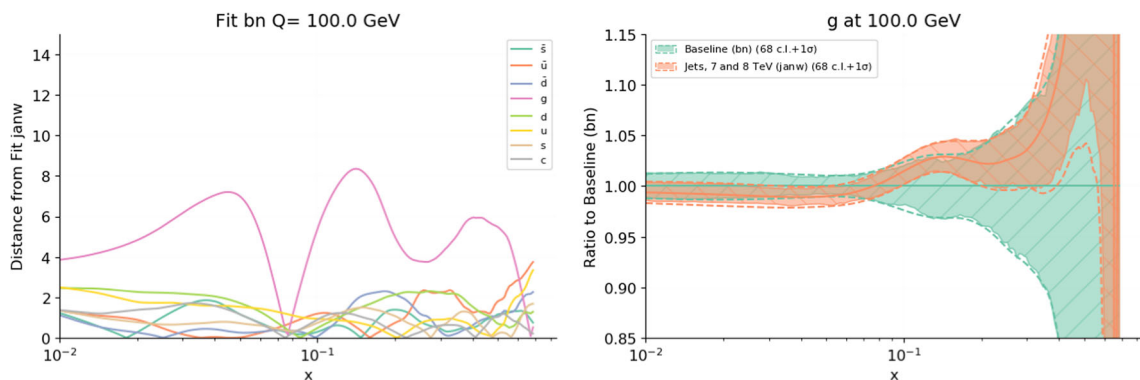 Fit bn Q= 100.0 GeV
Distance from Fit janw
14
12
10
8
6
4
2
0
s̄
ū
d̄
g
d
u
s
c
10⁻²
10⁻¹
x
g at 100.0 GeV
Ratio to Baseline (bn)
1.15
1.10
1.05
1.00
0.95
0.90
0.85
Baseline (bn) (68 c.l.+1σ)
Jets, 7 and 8 TeV (janw) (68 c.l.+1σ)
10⁻²
10⁻¹
x